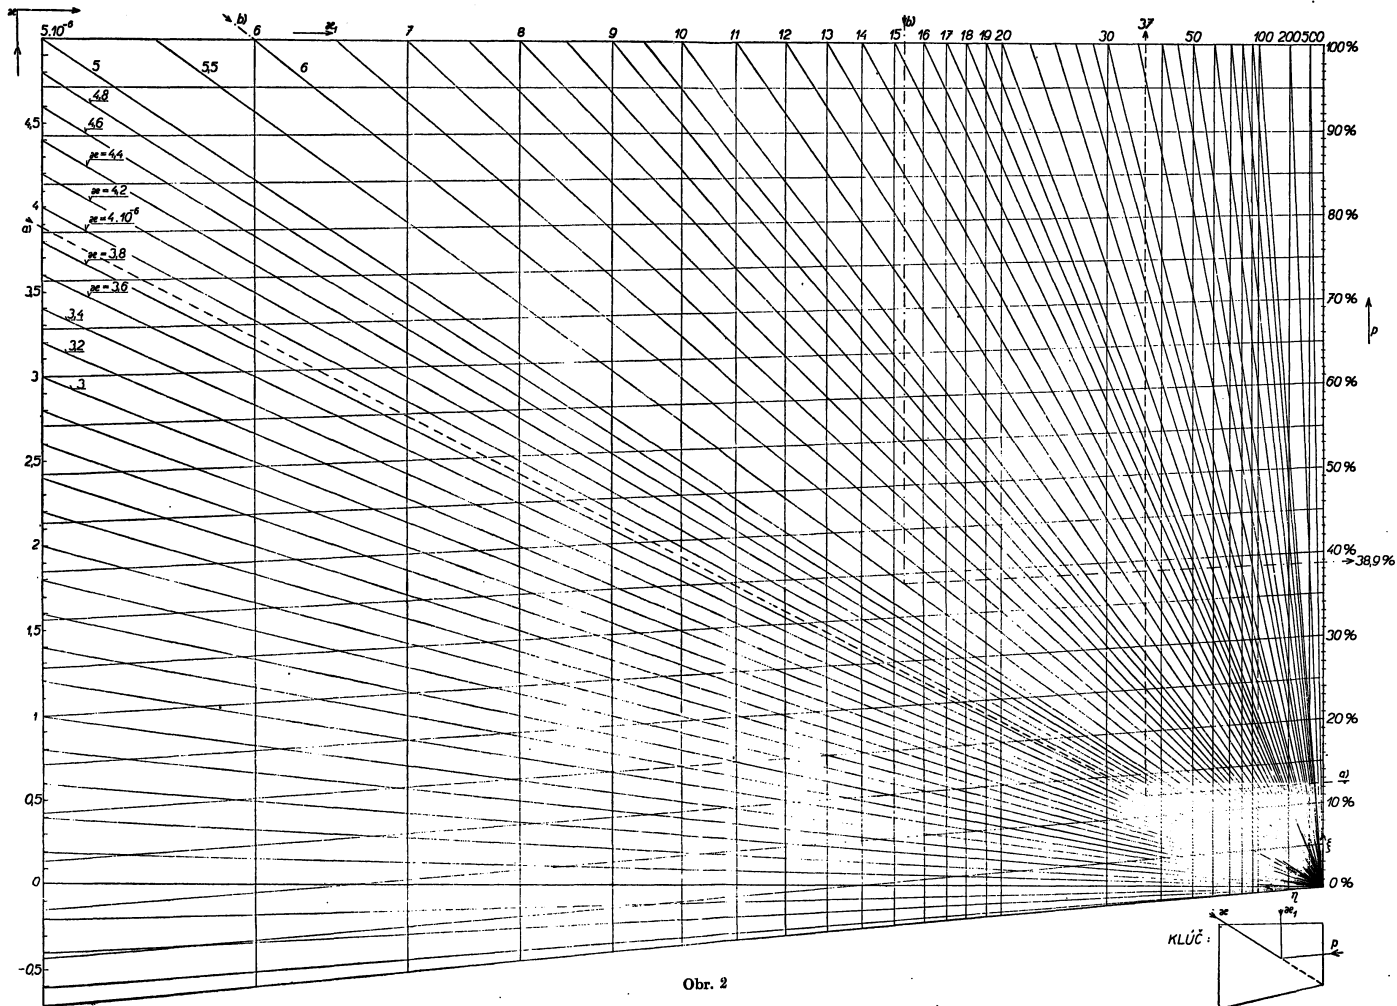 æ b) æ₁ b) 37
5.10⁻⁶ 6 7 8 9 10 11 12 13 14 15 16 17 18 19 20 30 50 100 200 500 100%
5 5,5 6
4,8
4,5 4,6 90%
æ=4,4
æ=4,2
4 æ=4.10⁻⁶ 80%
a)
æ=3,8
3,5 æ=3,6 70%
3,4 p
3,2
3 3 60%
2,5 50%
2 40%
38,9%
1,5 30%
1 20%
a)
0,5 10%
ξ
0 0%
η
æ æ₁
KLÚČ: p
-0,5
Obr. 2